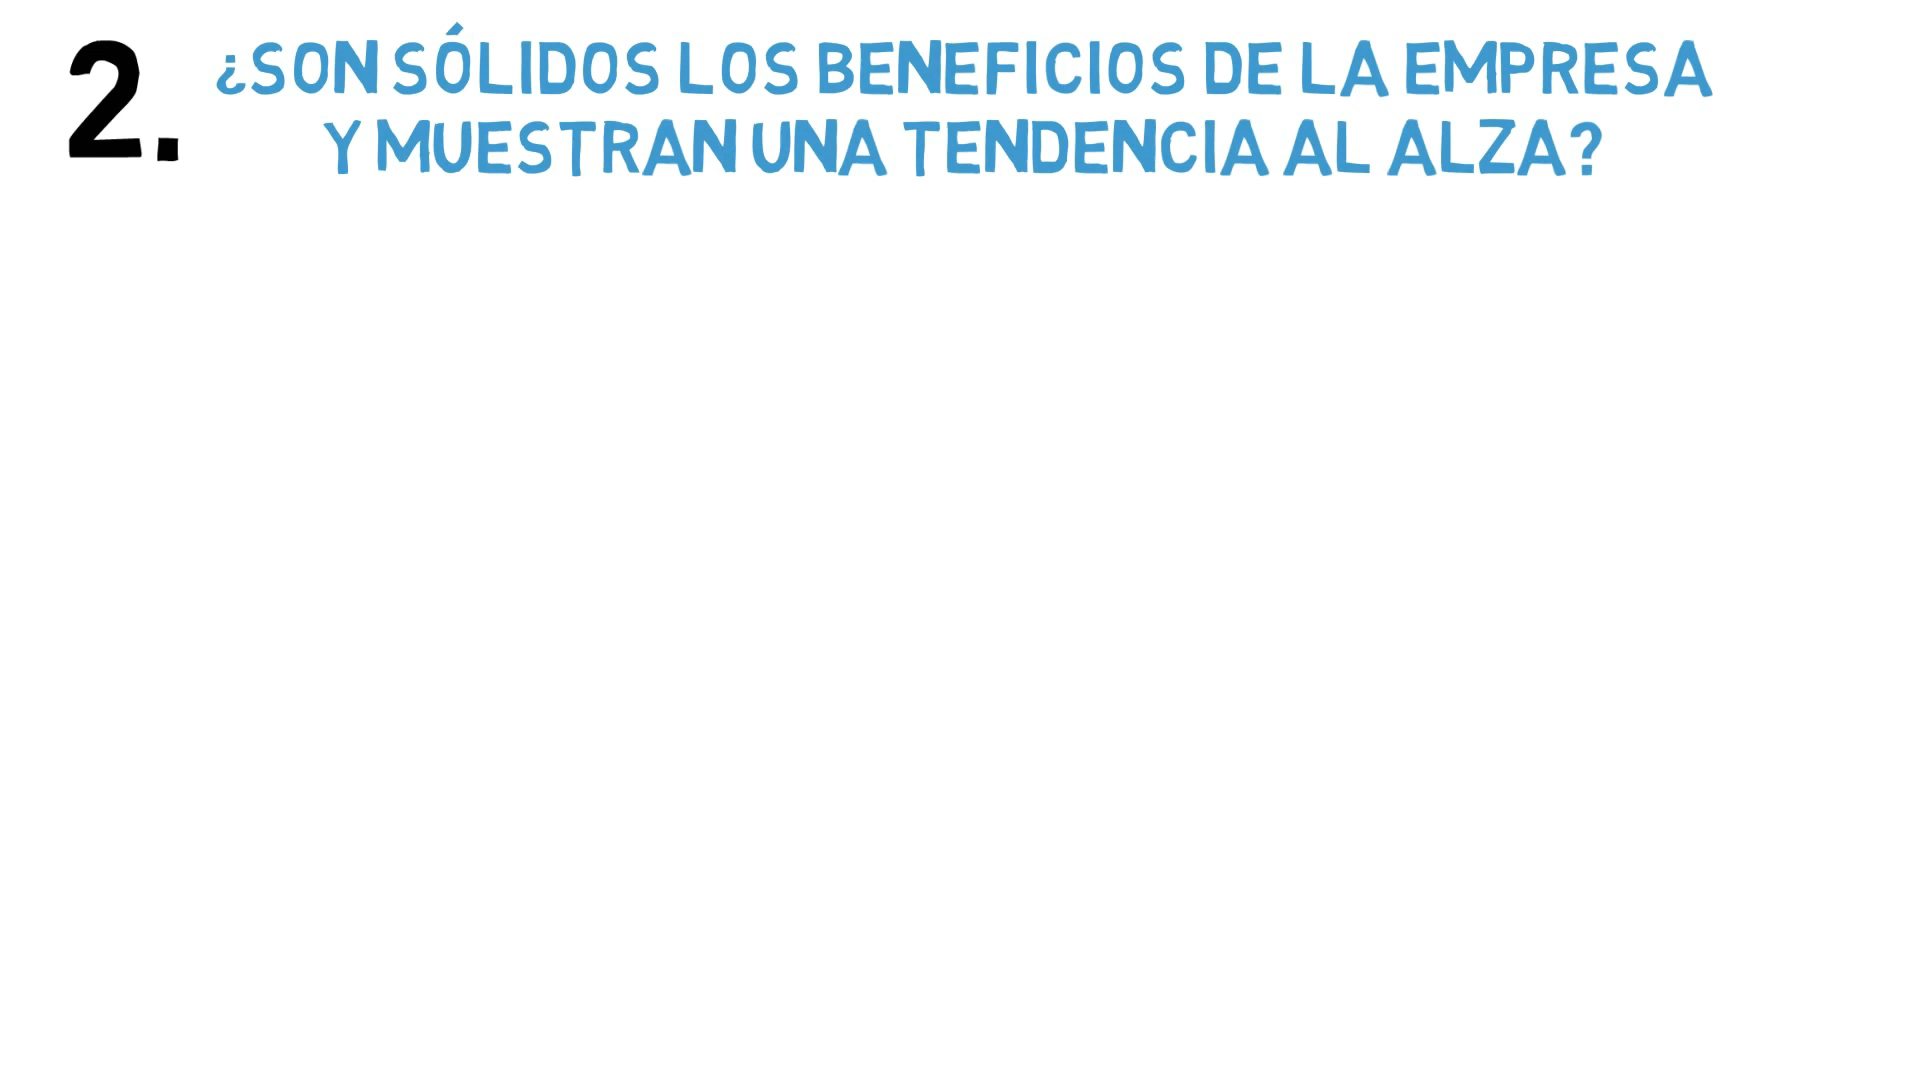 2. ¿SON SÓLIDOS LOS BENEFICIOS DE LA EMPRESA
Y MUESTRAN UNA TENDENCIA AL ALZA?